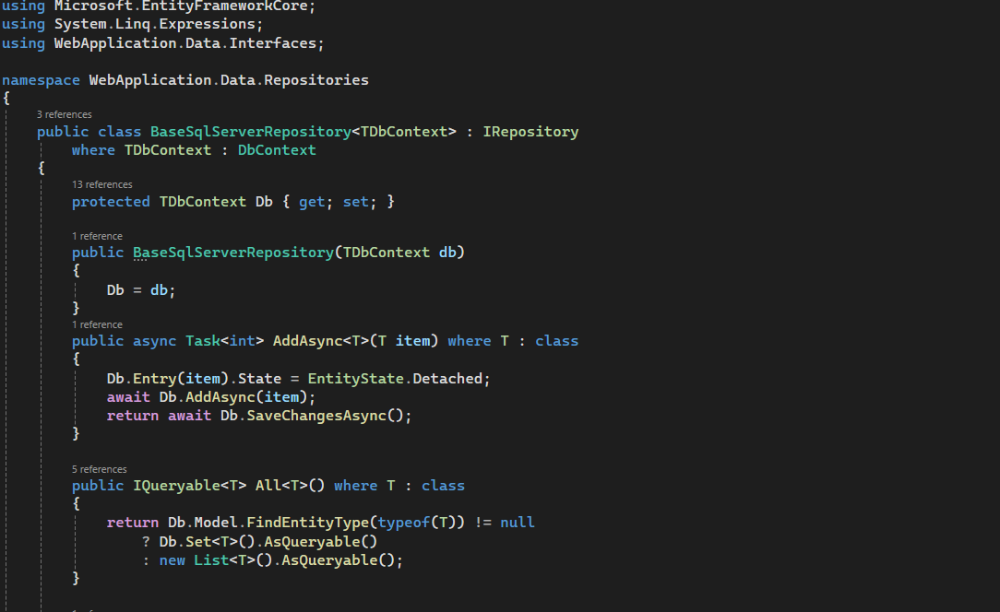 using Microsoft.EntityFrameworkCore;
using System.Linq.Expressions;
using WebApplication.Data.Interfaces;
namespace WebApplication.Data.Repositories
{
3 references
public class BaseSqlServerRepository<TDbContext> : IRepository
where TDbContext : DbContext
{
13 references
protected TDbContext Db { get; set; }
1 reference
public BaseSqlServerRepository(TDbContext db)
{
Db = db;
}
1 reference
public async Task<int> AddAsync<T>(T item) where T : class
{
Db.Entry(item).State = EntityState.Detached;
await Db.AddAsync(item);
return await Db.SaveChangesAsync();
}
5 references
public IQueryable<T> All<T>() where T : class
{
return Db.Model.FindEntityType(typeof(T)) != null
? Db.Set<T>().AsQueryable()
: new List<T>().AsQueryable();
}